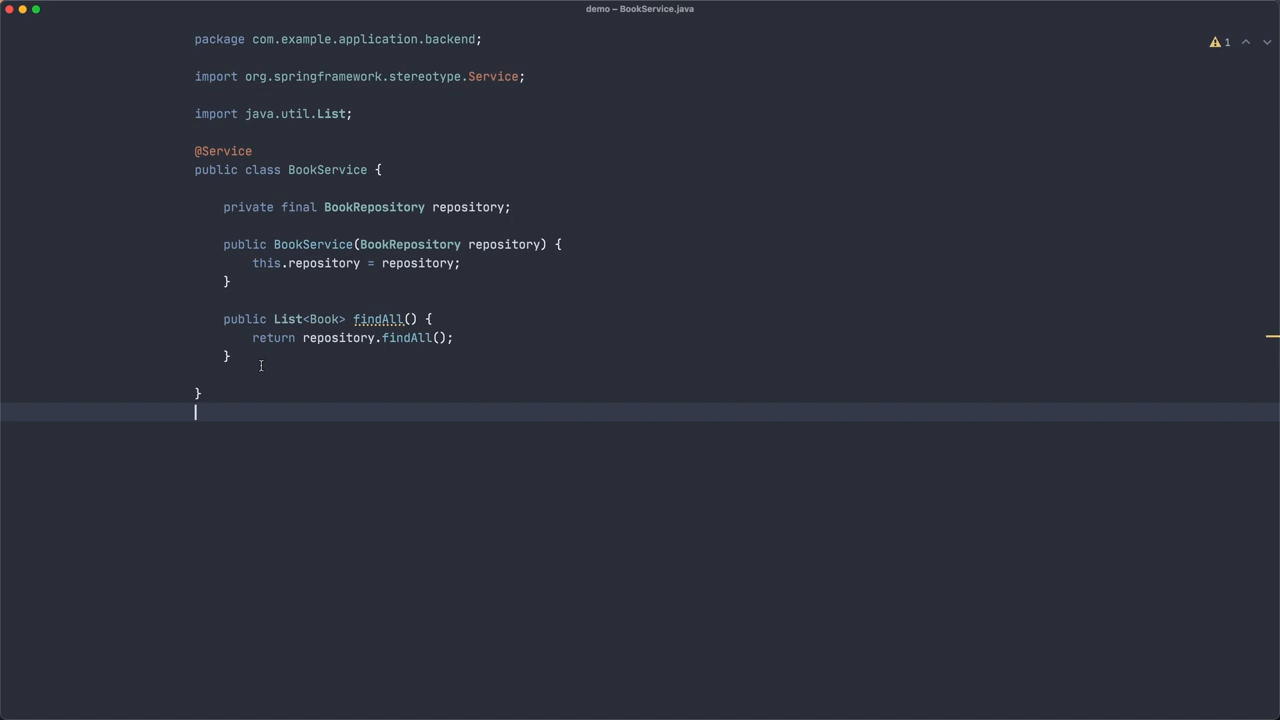 demo – BookService.java
package com.example.application.backend;
1
import org.springframework.stereotype.Service;
import java.util.List;
@Service
public class BookService {
private final BookRepository repository;
public BookService(BookRepository repository) {
this.repository = repository;
}
public List<Book> findAll() {
return repository.findAll();
}
}